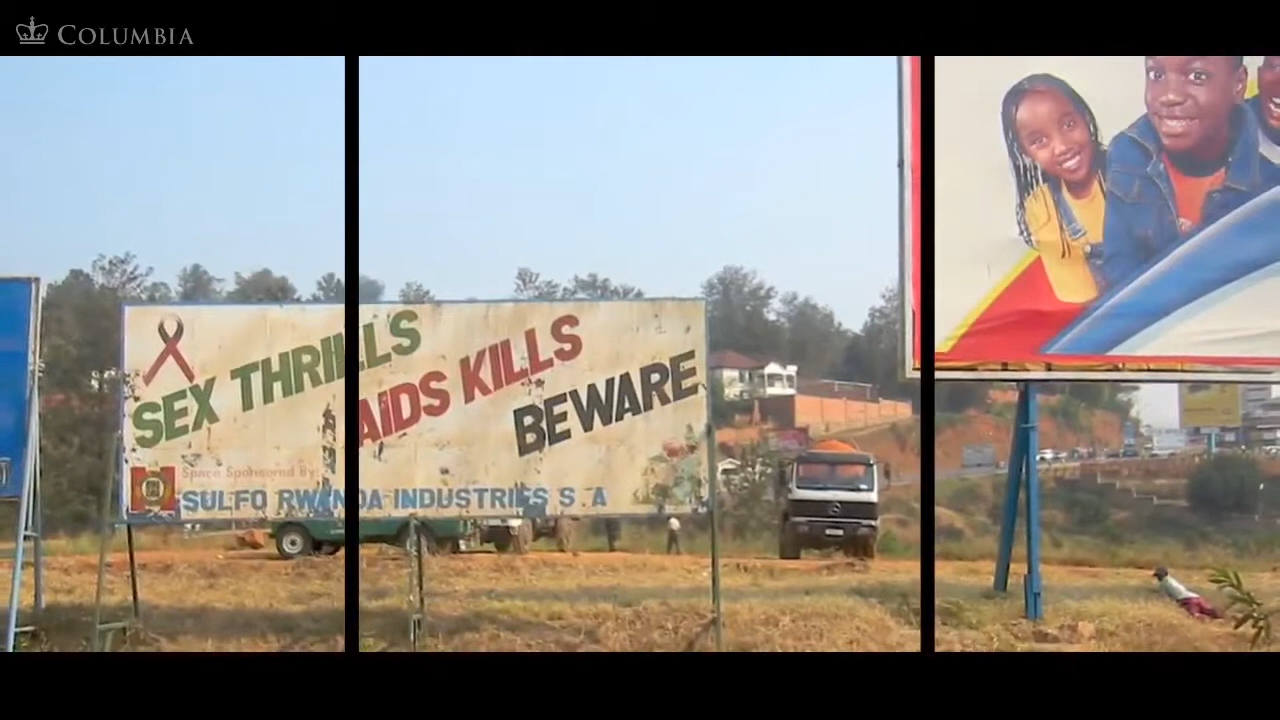 COLUMBIA
SEX THRILLS
AIDS KILLS
BEWARE
Space Sponsored By:
SULFO RWANDA INDUSTRIES S.A